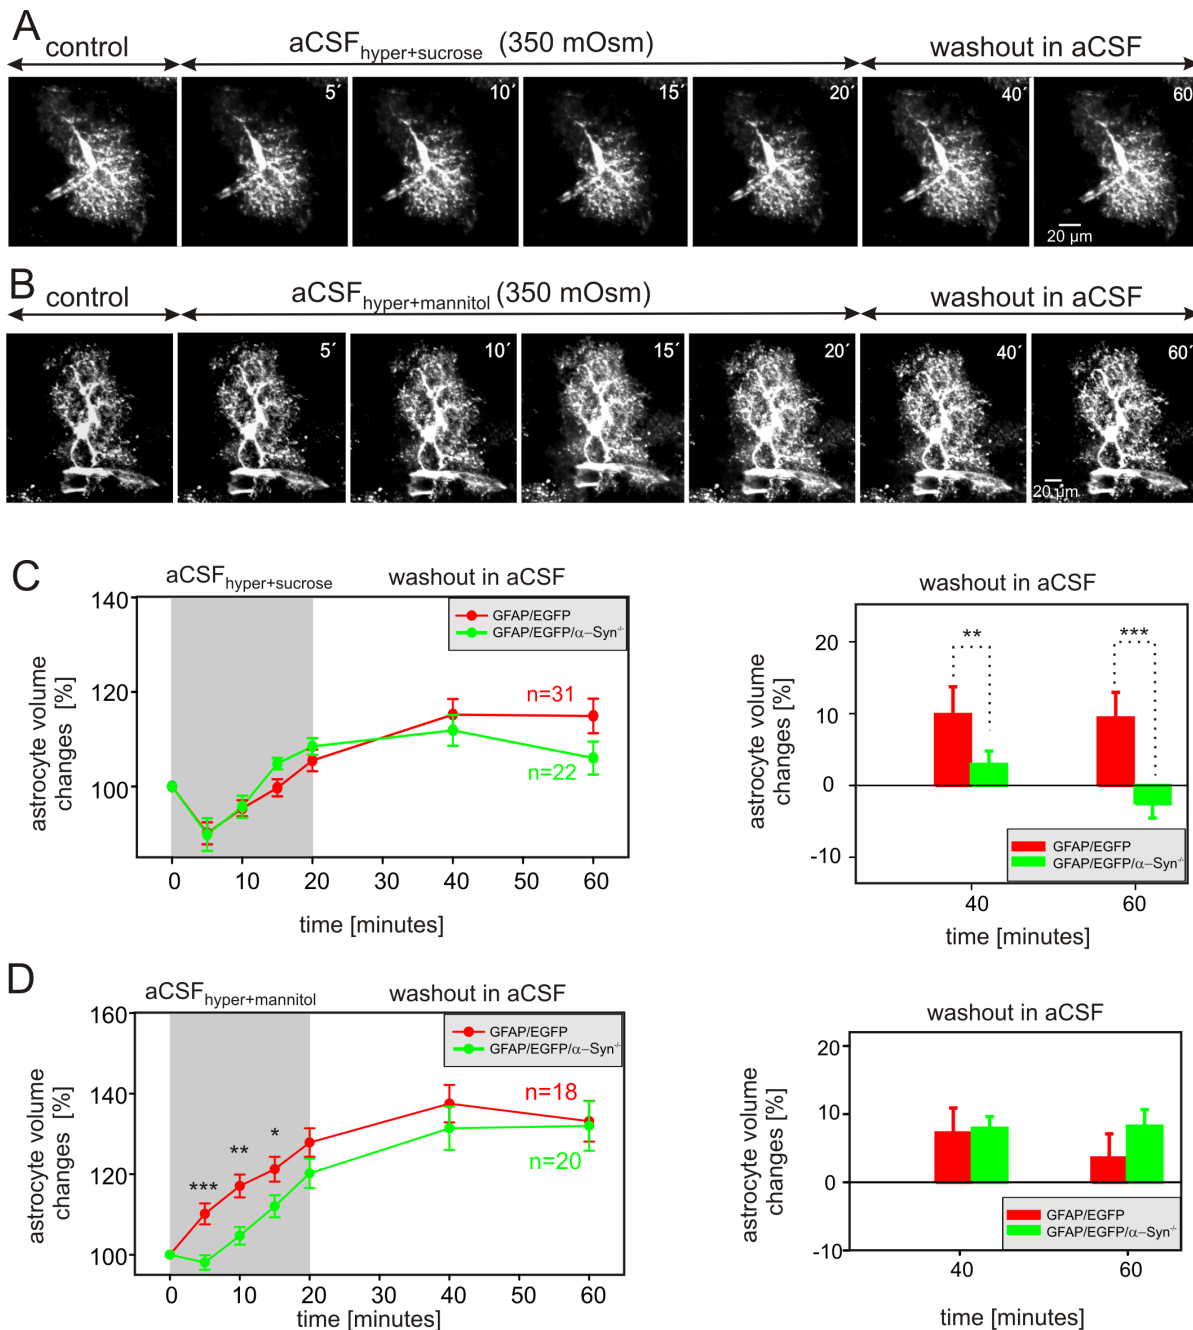 A
control
aCSFhyper+sucrose (350 mOsm)
washout in aCSF
5´
10´
15´
20´
40´
60
20 µm
B
control
aCSFhyper+mannitol (350 mOsm)
washout in aCSF
5´
10´
15´
20´
40´
60´
20 µm
C
aCSFhyper+sucrose
washout in aCSF
140
120
100
astrocyte volume
changes [%]
GFAP/EGFP
GFAP/EGFP/α–Syn-/-
n=31
n=22
0 10 20 30 40 50 60
time [minutes]
washout in aCSF
20
10
0
-10
astrocyte volume
changes [%]
**
***
GFAP/EGFP
GFAP/EGFP/α–Syn-/-
40 60
time [minutes]
D
aCSFhyper+mannitol
washout in aCSF
160
140
120
100
astrocyte volume
changes [%]
GFAP/EGFP
GFAP/EGFP/α–Syn-/-
***
**
*
n=18
n=20
0 10 20 30 40 50 60
time [minutes]
washout in aCSF
20
10
0
-10
astrocyte volume
changes [%]
GFAP/EGFP
GFAP/EGFP/α–Syn-/-
40 60
time [minutes]